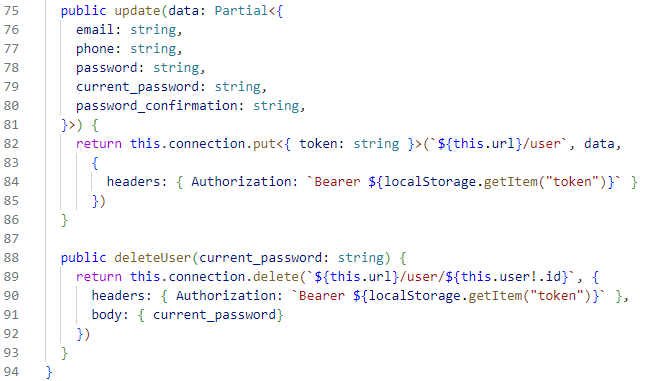 75 public update(data: Partial<{
76 email: string,
77 phone: string,
78 password: string,
79 current_password: string,
80 password_confirmation: string,
81 }>) {
82 return this.connection.put<{ token: string }>(`${this.url}/user`, data,
83 {
84 headers: { Authorization: `Bearer ${localStorage.getItem("token")}` }
85 })
86 }
87
88 public deleteUser(current_password: string) {
89 return this.connection.delete(`${this.url}/user/${this.user!.id}`, {
90 headers: { Authorization: `Bearer ${localStorage.getItem("token")}` },
91 body: { current_password}
92 })
93 }
94 }